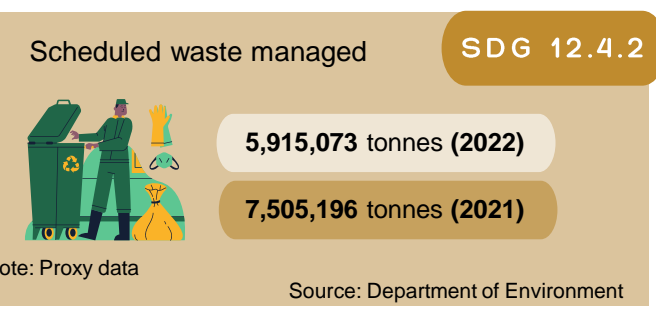 Scheduled waste managed
SDG 12.4.2
5,915,073 tonnes (2022)
7,505,196 tonnes (2021)
ote: Proxy data
Source: Department of Environment